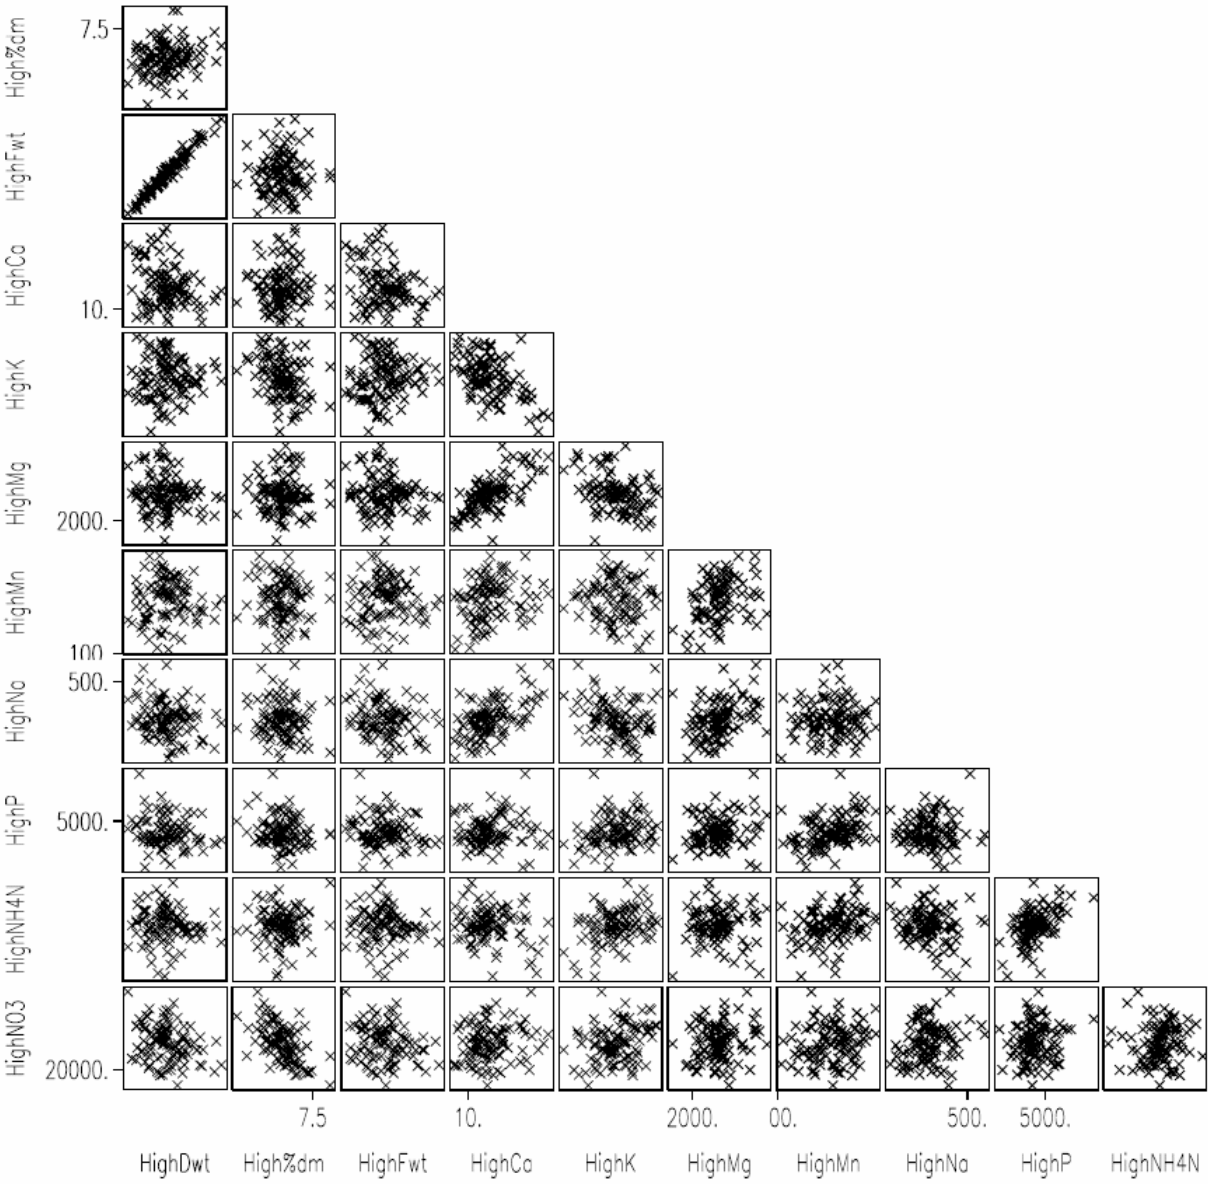 High%dm
7.5
HighFwt
HighCa
10.
HighK
HighMg
2000.
HighMn
100
HighNa
500.
HighP
5000.
HighNH4N
HighNO3
20000.
7.5 10. 2000. 00. 500. 5000.
HighDwt High%dm HighFwt HighCa HighK HighMg HighMn HighNa HighP HighNH4N